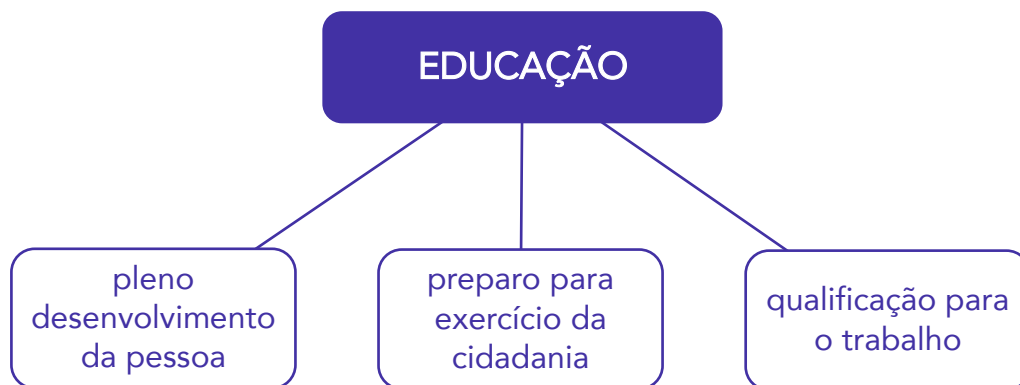 EDUCAÇÃO
pleno
desenvolvimento
da pessoa
preparo para
exercício da
cidadania
qualificação para
o trabalho